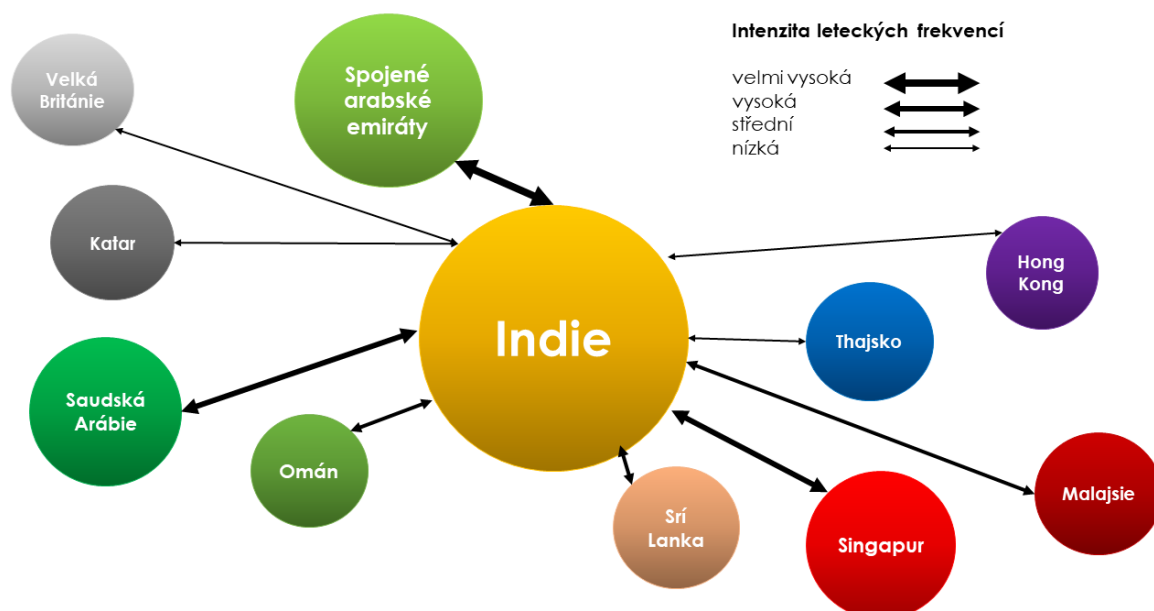 Intenzita leteckých frekvencí
velmi vysoká
vysoká
střední
nízká
Velká
Británie
Spojené
arabské
emiráty
Katar
Hong
Kong
Indie
Thajsko
Saudská
Arábie
Omán
Srí
Lanka
Singapur
Malajsie